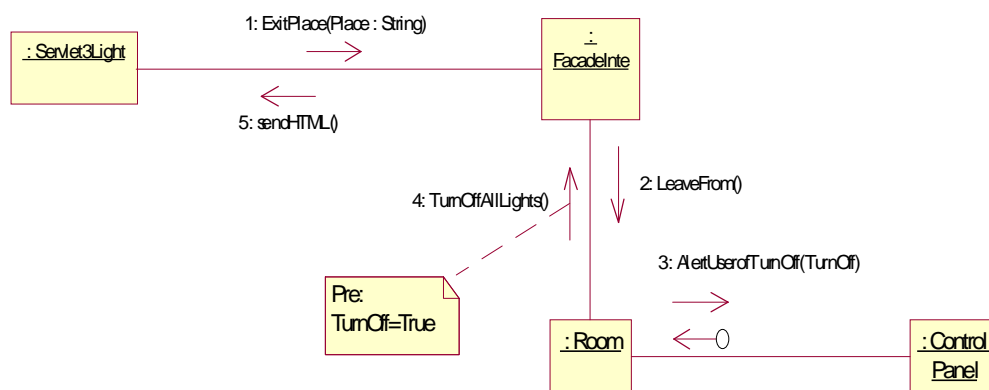 1: ExitPlace(Place : String)
: Servlet3Light
:
FacadeInte
5: sendHTML()
2: LeaveFrom()
4: TurnOffAllLights()
3: AlertUserofTurnOff(TurnOff)
Pre:
TurnOff=True
: Room
: Control
Panel